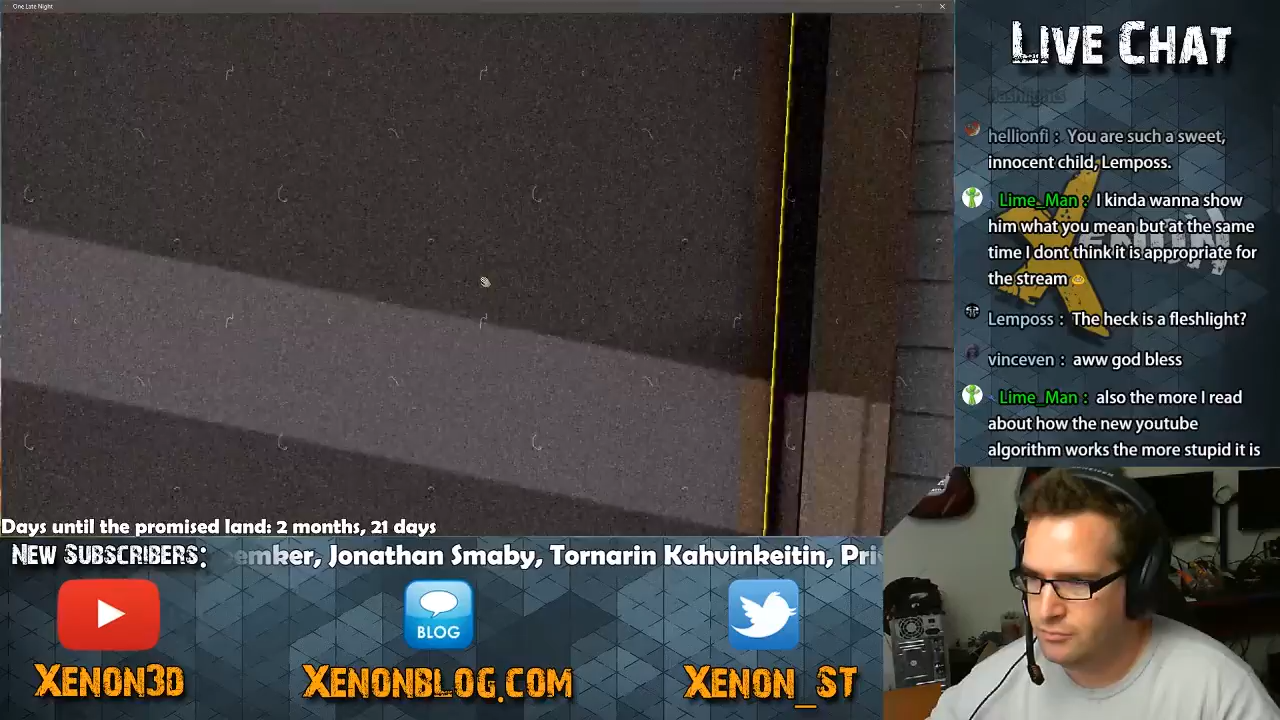 One Late Night
LIVE CHAT
flashlights
hellionfi : You are such a sweet,
innocent child, Lemposs.
Lime_Man : I kinda wanna show
him what you mean but at the same
time I dont think it is appropriate for
the stream
Lemposs : The heck is a fleshlight?
vinceven : aww god bless
Lime_Man : also the more I read
about how the new youtube
algorithm works the more stupid it is
Days until the promised land: 2 months, 21 days
NEW SUBSCRIBERS: emker, Jonathan Smaby, Tornarin Kahvinkeitin, Pri
BLOG
XENON3D
XENONBLOG.COM
XENON_ST